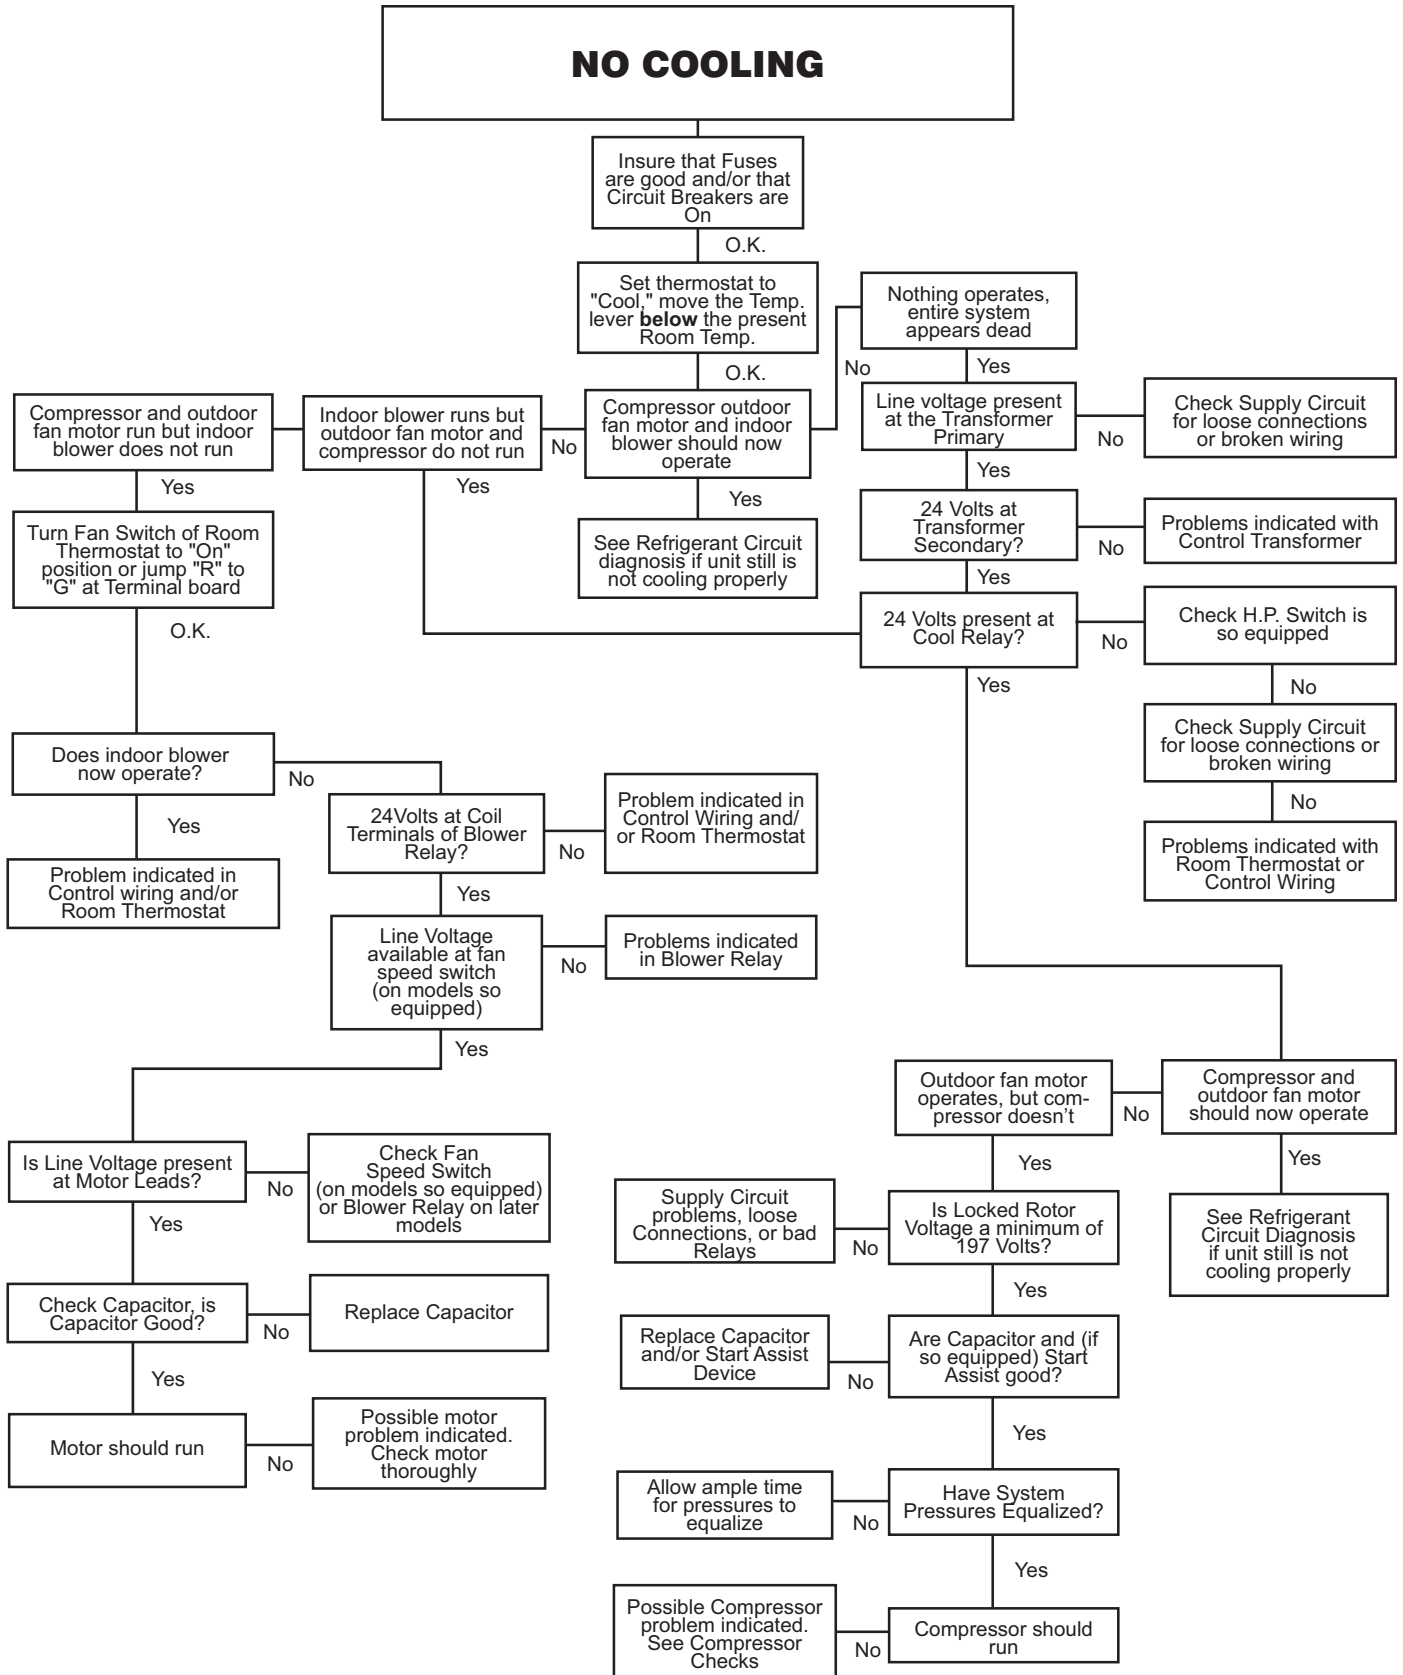 NO COOLING
Insure that Fuses
are good and/or that
Circuit Breakers are
On
O.K.
Set thermostat to
"Cool," move the Temp.
lever below the present
Room Temp.
O.K.
Nothing operates,
entire system
appears dead
No
Yes
Compressor and outdoor
fan motor run but indoor
blower does not run
Indoor blower runs but
outdoor fan motor and
compressor do not run
No
Compressor outdoor
fan motor and indoor
blower should now
operate
Line voltage present
at the Transformer
Primary
No
Check Supply Circuit
for loose connections
or broken wiring
Yes
Yes
Yes
Yes
Turn Fan Switch of Room
Thermostat to "On"
position or jump "R" to
"G" at Terminal board
See Refrigerant Circuit
diagnosis if unit still is
not cooling properly
24 Volts at
Transformer
Secondary?
No
Problems indicated with
Control Transformer
Yes
O.K.
24 Volts present at
Cool Relay?
No
Check H.P. Switch is
so equipped
Yes
No
Check Supply Circuit
for loose connections or
broken wiring
No
Problems indicated with
Room Thermostat or
Control Wiring
Does indoor blower
now operate?
No
Yes
Problem indicated in
Control wiring and/or
Room Thermostat
24Volts at Coil
Terminals of Blower
Relay?
No
Problem indicated in
Control Wiring and/
or Room Thermostat
Yes
Line Voltage
available at fan
speed switch
(on models so
equipped)
No
Problems indicated
in Blower Relay
Yes
Is Line Voltage present
at Motor Leads?
No
Check Fan
Speed Switch
(on models so equipped)
or Blower Relay on later
models
Yes
Check Capacitor, is
Capacitor Good?
No
Replace Capacitor
Yes
Motor should run
No
Possible motor
problem indicated.
Check motor
thoroughly
Outdoor fan motor
operates, but com-
pressor doesn't
No
Compressor and
outdoor fan motor
should now operate
Yes
Yes
See Refrigerant
Circuit Diagnosis
if unit still is not
cooling properly
Supply Circuit
problems, loose
Connections, or bad
Relays
No
Is Locked Rotor
Voltage a minimum of
197 Volts?
Yes
Replace Capacitor
and/or Start Assist
Device
No
Are Capacitor and (if
so equipped) Start
Assist good?
Yes
Allow ample time
for pressures to
equalize
No
Have System
Pressures Equalized?
Yes
Possible Compressor
problem indicated.
See Compressor
Checks
No
Compressor should
run